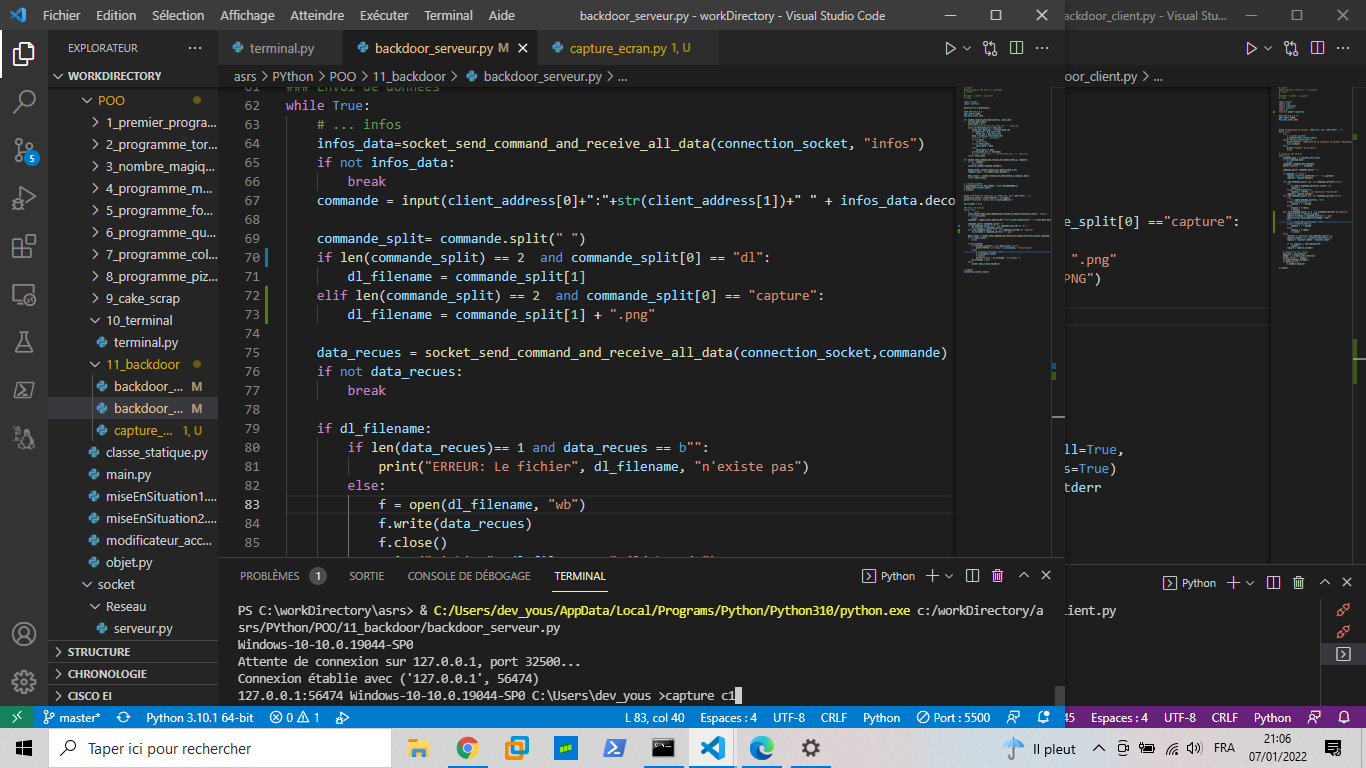 Fichier Edition Sélection Affichage Atteindre Exécuter Terminal Aide
backdoor_serveur.py - workDirectory - Visual Studio Code
backdoor_client.py - Visual Stu...
EXPLORATEUR ...
terminal.py
backdoor_serveur.py M
capture_ecran.py 1, U
WORKDIRECTORY
asrs > PYthon > POO > 11_backdoor > backdoor_serveur.py > ...
oor_client.py > ...
POO
1_premier_progra...
2_programme_tor...
3_nombre_magiq...
4_programme_m...
5_programme_fo...
6_programme_qu...
7_programme_col...
8_programme_piz...
9_cake_scrap
10_terminal
terminal.py
11_backdoor
backdoor_... M
backdoor_... M
capture_... 1, U
classe_statique.py
main.py
miseEnSituation1....
miseEnSituation2....
modificateur_acc...
objet.py
socket
Reseau
serveur.py
STRUCTURE
CHRONOLOGIE
CISCO EI
5
61 ### Envoi de données
62 while True:
63 # ... infos
64 infos_data=socket_send_command_and_receive_all_data(connection_socket, "infos")
65 if not infos_data:
66 break
67 commande = input(client_address[0]+":"+str(client_address[1])+" " + infos_data.deco
68
69 commande_split= commande.split(" ")
70 if len(commande_split) == 2  and commande_split[0] == "dl":
71 dl_filename = commande_split[1]
72 elif len(commande_split) == 2  and commande_split[0] == "capture":
73 dl_filename = commande_split[1] + ".png"
74
75 data_recues = socket_send_command_and_receive_all_data(connection_socket,commande)
76 if not data_recues:
77 break
78
79 if dl_filename:
80 if len(data_recues)== 1 and data_recues == b"":
81 print("ERREUR: Le fichier", dl_filename, "n'existe pas")
82 else:
83 f = open(dl_filename, "wb")
84 f.write(data_recues)
85 f.close()
_split[0] =="capture":
".png"
PNG")
ll=True,
s=True)
tderr
PROBLÈMES 1 SORTIE CONSOLE DE DÉBOGAGE TERMINAL
Python
Python
PS C:\workDirectory\asrs> & C:/Users/dev_yous/AppData/Local/Programs/Python/Python310/python.exe c:/workDirectory/a
srs/PYthon/POO/11_backdoor/backdoor_serveur.py
Windows-10-10.0.19044-SP0
Attente de connexion sur 127.0.0.1, port 32500...
Connexion établie avec ('127.0.0.1', 56474)
127.0.0.1:56474 Windows-10-10.0.19044-SP0 C:\Users\dev_yous >capture c1
lient.py
master* Python 3.10.1 64-bit 0 1 L 83, col 40 Espaces : 4 UTF-8 CRLF Python Port : 5500
45 Espaces : 4 UTF-8 CRLF Python
Taper ici pour rechercher
Il pleut
FRA
21:06
07/01/2022